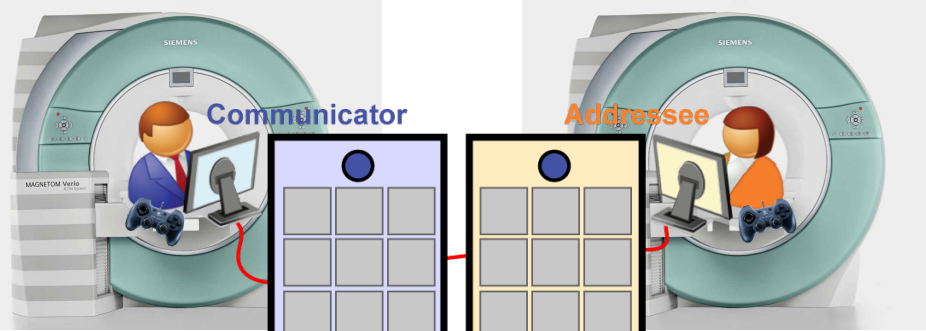 SIEMENS
SIEMENS
Communicator
Addressee
MAGNETOM Verio